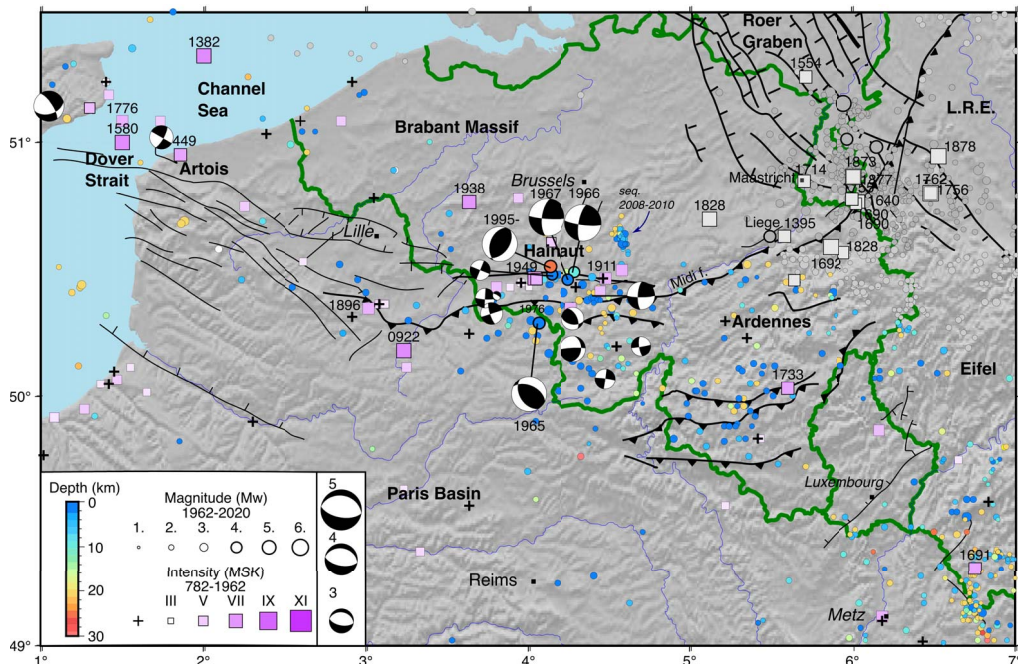 1382
Channel
Sea
1776
1580
449
Dover
Strait
Artois
Brabant Massif
Roer
Graben
1554
L.R.E.
1878
1873
1714
Maastricht
1877
1762
1756
1640
1690
1828
Liege 1395
1828
1692
1938
Brussels
1967
1966
seq.
2008-2010
1995-
Lille
Hainaut
1949
1911
Midi f.
1896
1976
0922
Ardennes
1733
Eifel
1965
Luxembourg
Paris Basin
Reims
Metz
1691
51°
50°
49°
1°
2°
3°
4°
5°
6°
7°
Depth (km)
0
10
20
30
Magnitude (Mw)
1962-2020
1. 2. 3. 4. 5. 6.
Intensity (MSK)
782-1962
III V VII IX XI
5
4
3